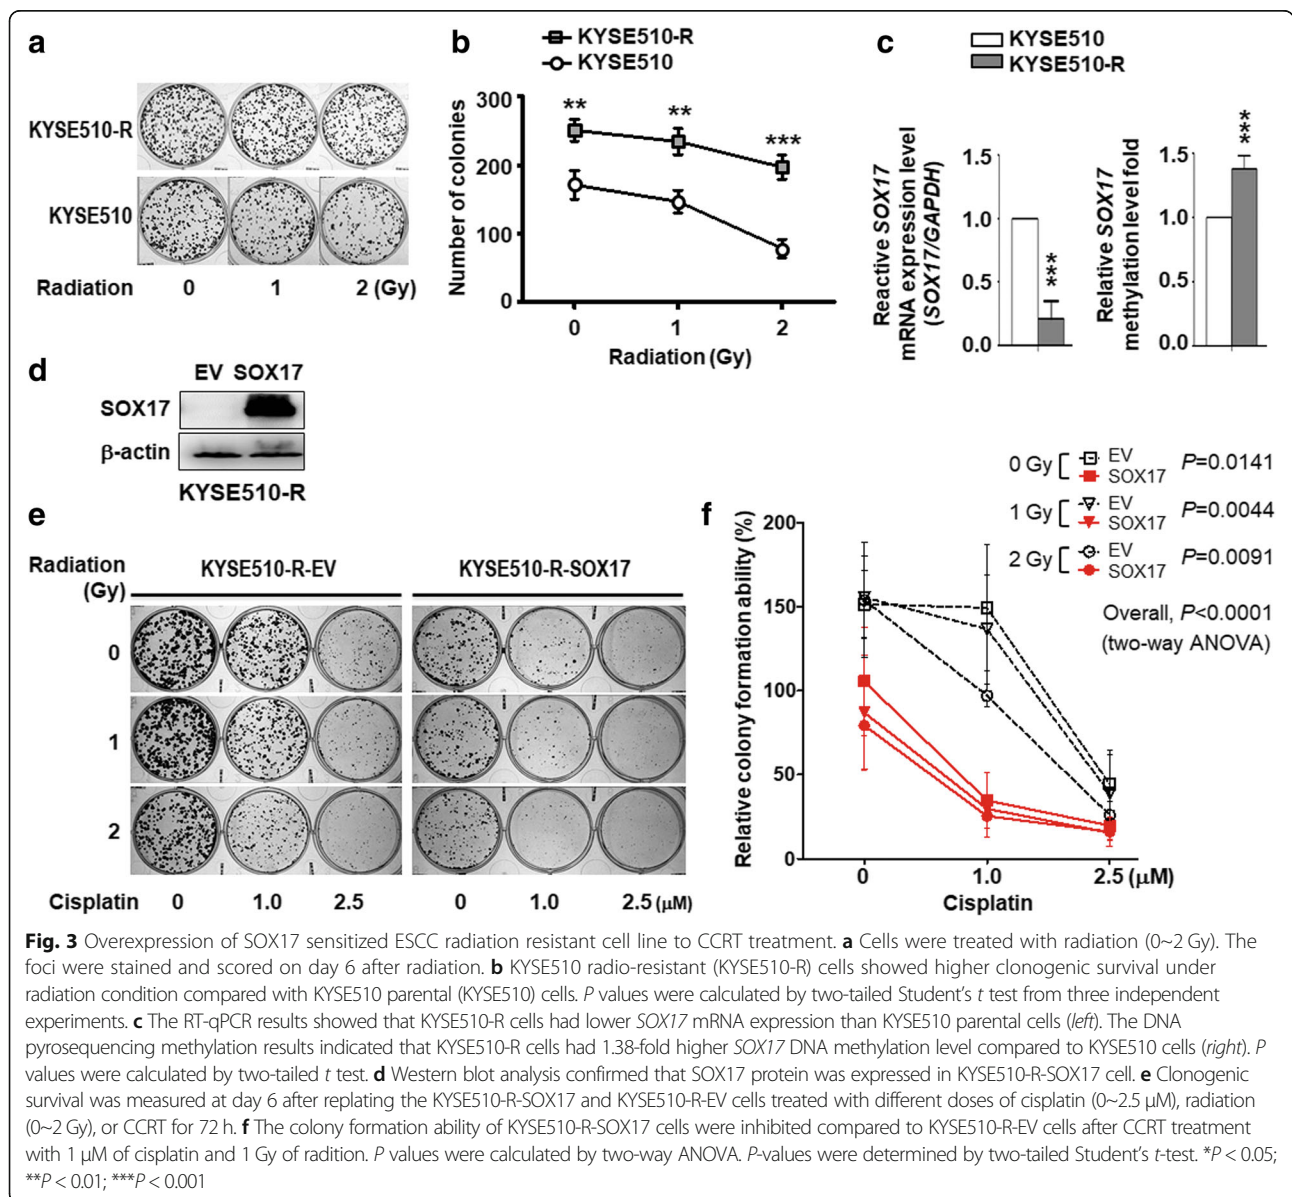 a
KYSE510-R
KYSE510
Radiation 0 1 2 (Gy)
b
KYSE510-R
KYSE510
Number of colonies
300
200
100
0
** ** ***
0 1 2
Radiation (Gy)
c
KYSE510
KYSE510-R
Reactive SOX17
mRNA expression level
(SOX17/GAPDH)
1.5
1.0
0.5
0.0
***
Relative SOX17
methylation level fold
1.5
1.0
0.5
0.0
***
d
EV SOX17
SOX17
β-actin
KYSE510-R
e
Radiation
(Gy)
KYSE510-R-EV KYSE510-R-SOX17
0
1
2
Cisplatin 0 1.0 2.5 0 1.0 2.5 (μM)
f
0 Gy EV SOX17 P=0.0141
1 Gy EV SOX17 P=0.0044
2 Gy EV SOX17 P=0.0091
Overall, P<0.0001
(two-way ANOVA)
Relative colony formation ability (%)
200
150
100
50
0
0 1.0 2.5 (μM)
Cisplatin
Fig. 3 Overexpression of SOX17 sensitized ESCC radiation resistant cell line to CCRT treatment. a Cells were treated with radiation (0~2 Gy). The
foci were stained and scored on day 6 after radiation. b KYSE510 radio-resistant (KYSE510-R) cells showed higher clonogenic survival under
radiation condition compared with KYSE510 parental (KYSE510) cells. P values were calculated by two-tailed Student's t test from three independent
experiments. c The RT-qPCR results showed that KYSE510-R cells had lower SOX17 mRNA expression than KYSE510 parental cells (left). The DNA
pyrosequencing methylation results indicated that KYSE510-R cells had 1.38-fold higher SOX17 DNA methylation level compared to KYSE510 cells (right). P
values were calculated by two-tailed t test. d Western blot analysis confirmed that SOX17 protein was expressed in KYSE510-R-SOX17 cell. e Clonogenic
survival was measured at day 6 after replating the KYSE510-R-SOX17 and KYSE510-R-EV cells treated with different doses of cisplatin (0~2.5 μM), radiation
(0~2 Gy), or CCRT for 72 h. f The colony formation ability of KYSE510-R-SOX17 cells were inhibited compared to KYSE510-R-EV cells after CCRT treatment
with 1 μM of cisplatin and 1 Gy of radition. P values were calculated by two-way ANOVA. P-values were determined by two-tailed Student's t-test. *P < 0.05;
**P < 0.01; ***P < 0.001